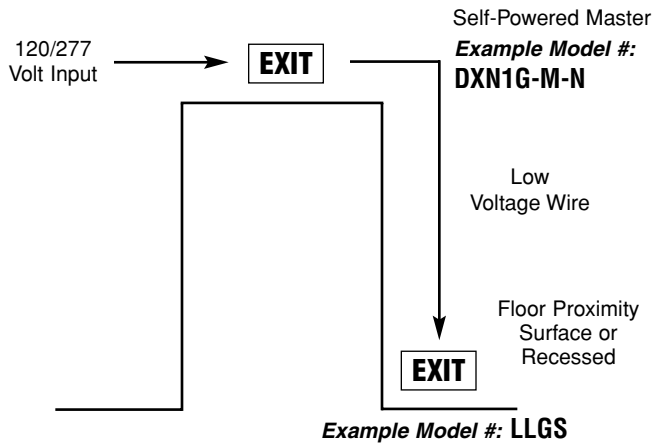 120/277
Volt Input
EXIT
Self-Powered Master
Example Model #:
DXN1G-M-N
Low
Voltage Wire
Floor Proximity
Surface or
Recessed
EXIT
Example Model #: LLGS